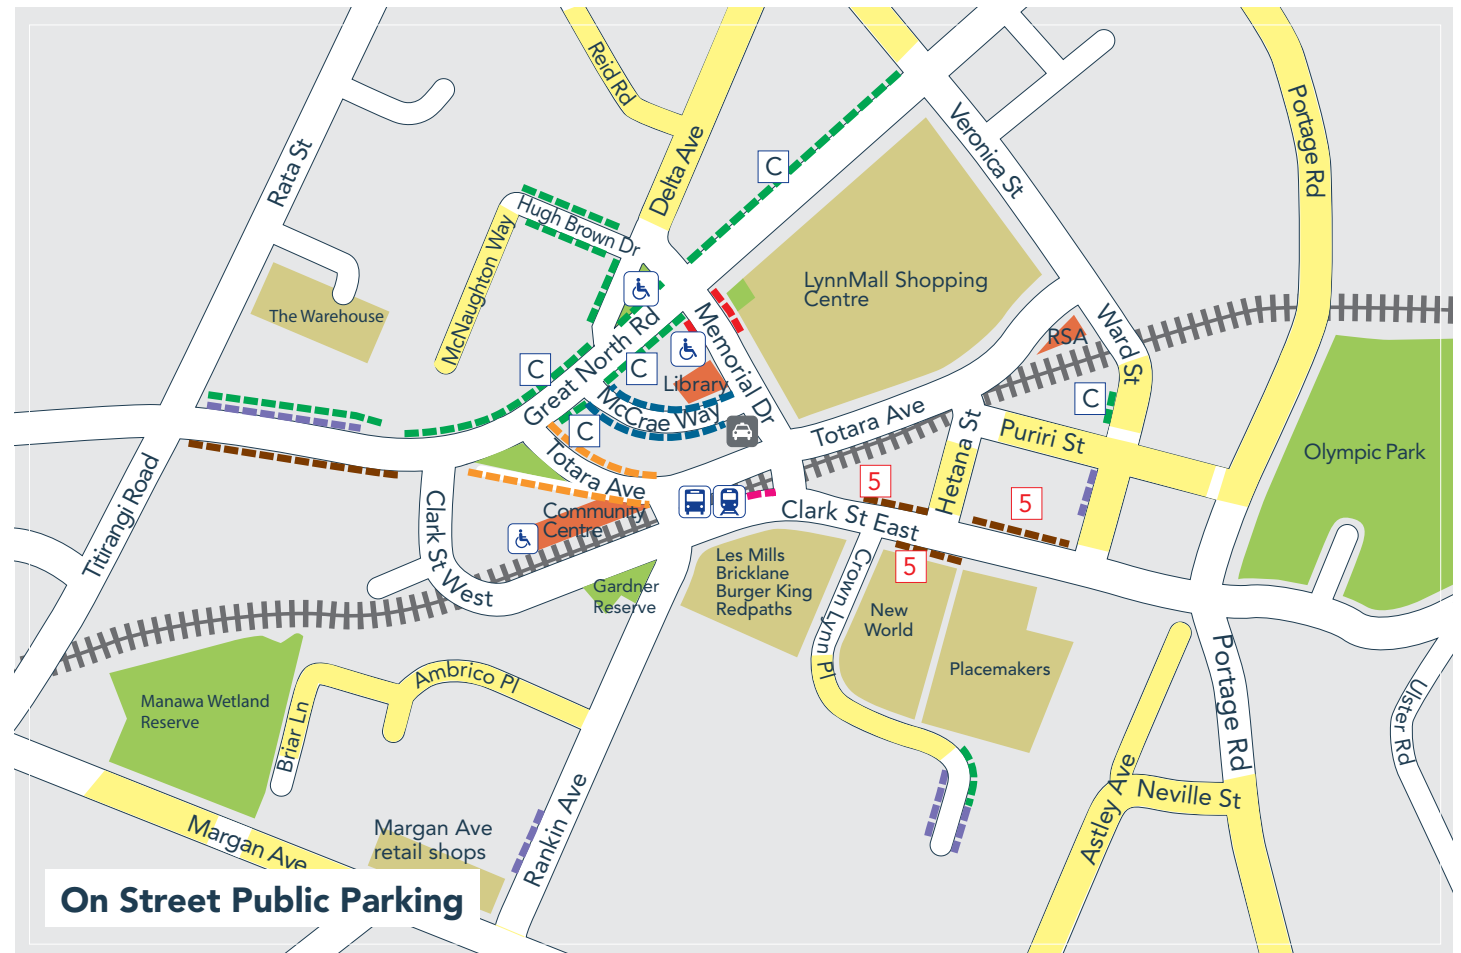 Reid Rd
Portage Rd
Veronica St
C
Delta Ave
Rata St
Hugh Brown Dr
McNaughton Way
LynnMall Shopping
Centre
The Warehouse
Great North Rd
Memorial Dr
RSA
Ward St
C
C
Library
C
McCrae Way
C
Totara Ave
Puriri St
Olympic Park
Hetana St
Totara Ave
Titirangi Road
5
5
Clark St West
Community
Centre
Clark St East
5
Les Mills
Bricklane
Burger King
Redpaths
Crown Lynn Pl
Gardner
Reserve
New
World
Placemakers
Portage Rd
Ulster Rd
Ambrico Pl
Manawa Wetland
Reserve
Briar Ln
Neville St
Astley Ave
Rankin Ave
Margan Ave
retail shops
Margan Ave
On Street Public Parking